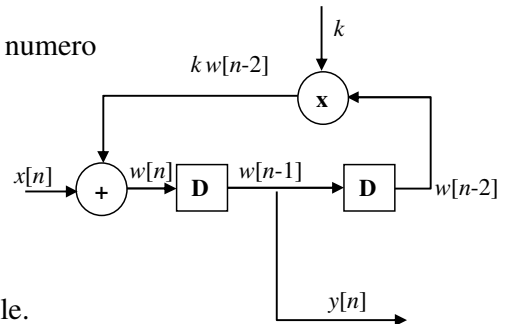 k
numero
k w[n-2]
x
x[n]
+
w[n]
D
w[n-1]
D
w[n-2]
y[n]
le.